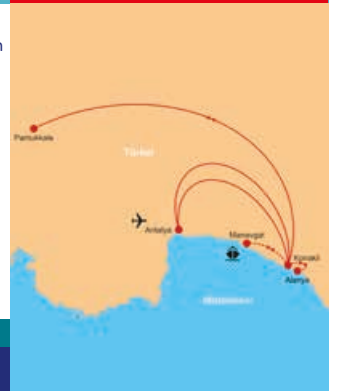 Pamukkale
Türkei
Antalya
Manavgat
Konakli
Alanya
Mittelmeer